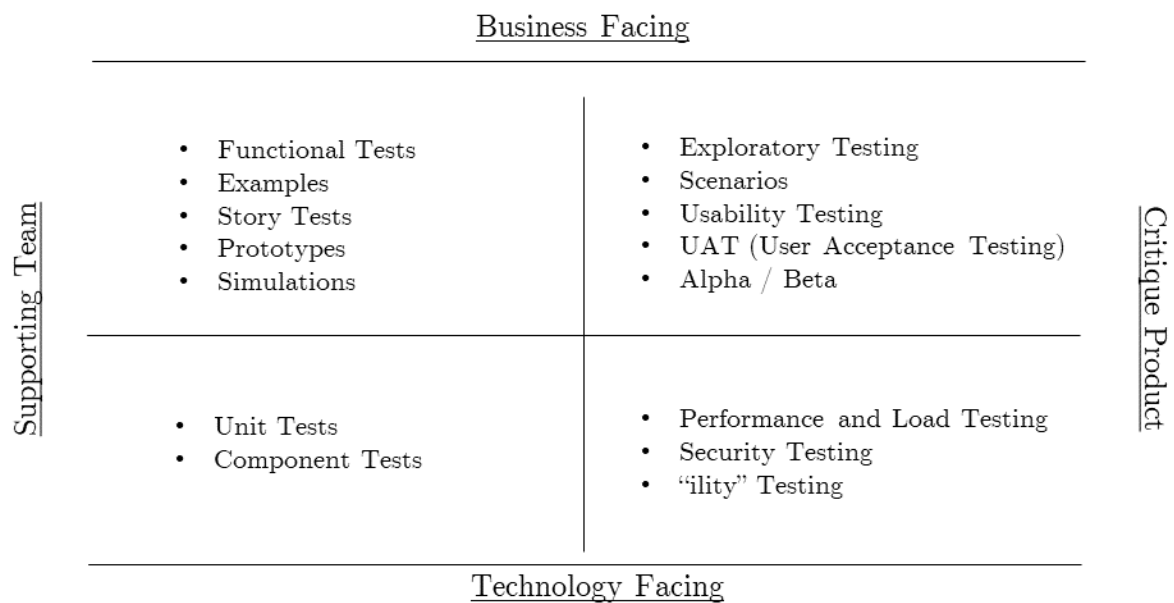 Business Facing
• Functional Tests
• Examples
• Story Tests
• Prototypes
• Simulations
• Exploratory Testing
• Scenarios
• Usability Testing
• UAT (User Acceptance Testing)
• Alpha / Beta
Supporting Team
Critique Product
• Unit Tests
• Component Tests
• Performance and Load Testing
• Security Testing
• “ility” Testing
Technology Facing